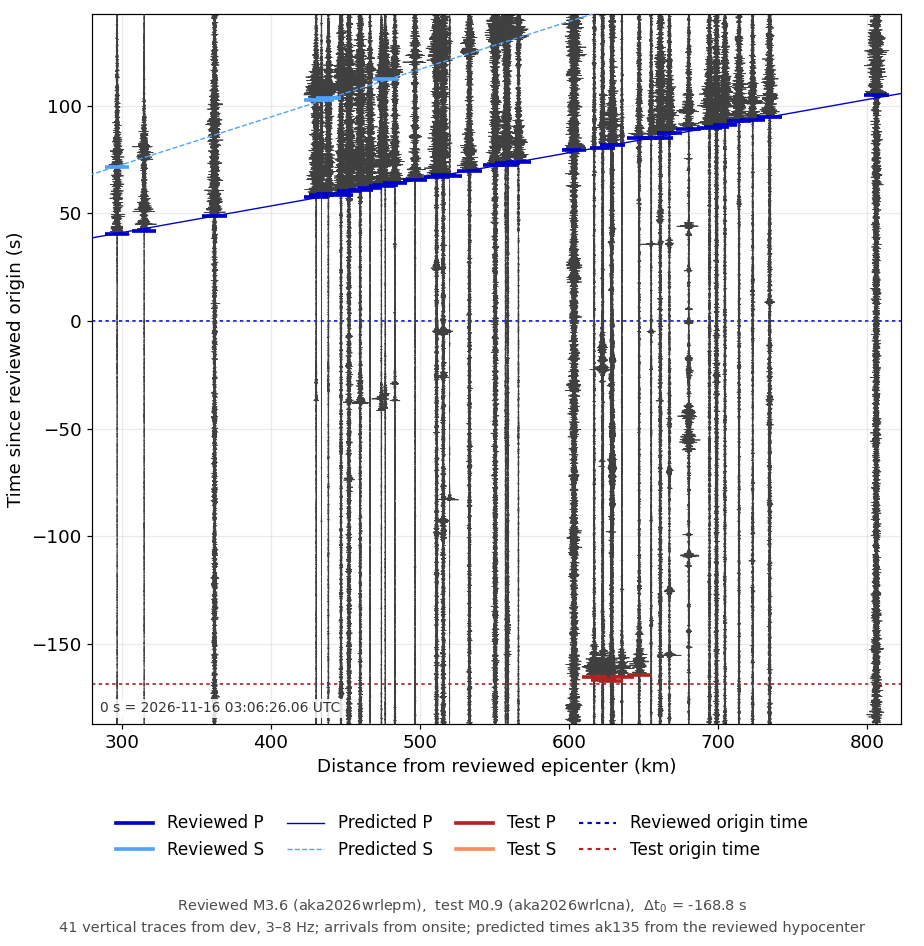 100
50
0
−50
−100
−150
Time since reviewed origin (s)
0 s = 2026-11-16 03:06:26.06 UTC
300 400 500 600 700 800
Distance from reviewed epicenter (km)
Reviewed P Predicted P Test P Reviewed origin time
Reviewed S Predicted S Test S Test origin time
Reviewed M3.6 (aka2026wrlepm), test M0.9 (aka2026wrlcna), Δt₀ = -168.8 s
41 vertical traces from dev, 3–8 Hz; arrivals from onsite; predicted times ak135 from the reviewed hypocenter